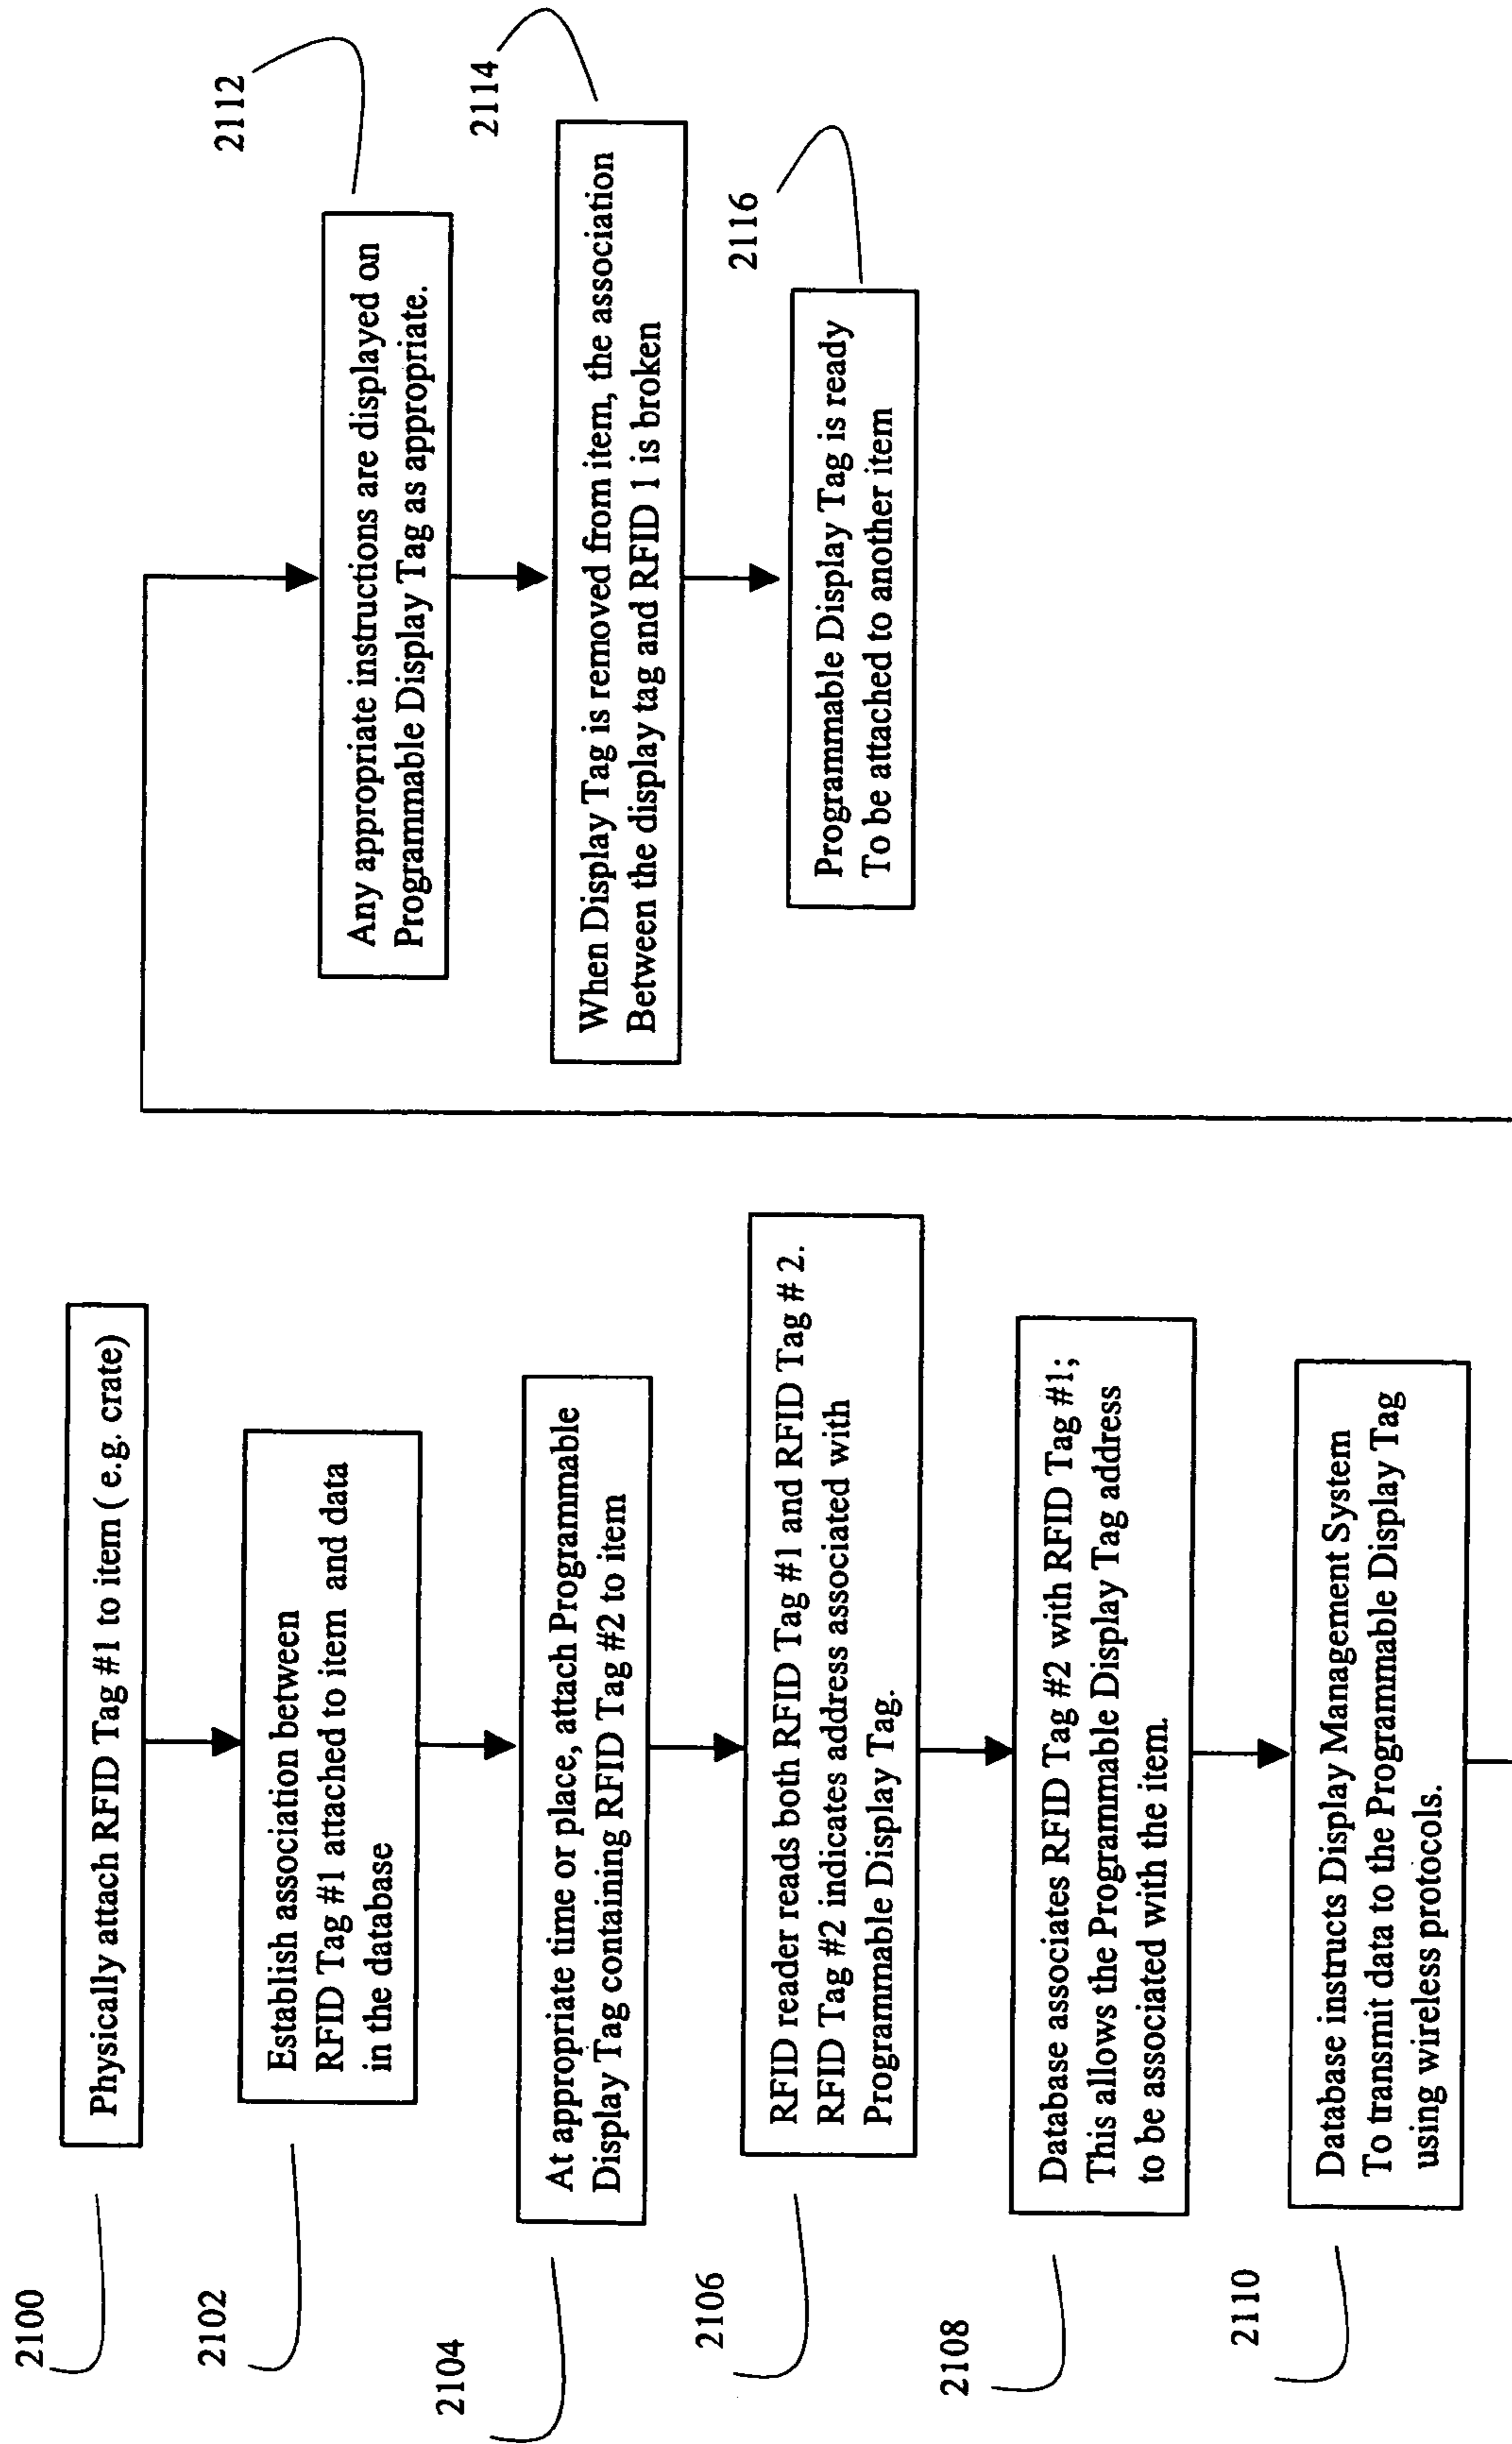 2100
Physically attach RFID Tag #1 to item ( e.g. crate)
2102
Establish association between
RFID Tag #1 attached to item and data
in the database
2104
At appropriate time or place, attach Programmable
Display Tag containing RFID Tag #2 to item
2106
RFID reader reads both RFID Tag #1 and RFID Tag # 2.
RFID Tag #2 indicates address associated with
Programmable Display Tag.
2108
Database associates RFID Tag #2 with RFID Tag #1;
This allows the Programmable Display Tag address
to be associated with the item.
2110
Database instructs Display Management System
To transmit data to the Programmable Display Tag
using wireless protocols.
2112
Any appropriate instructions are displayed on
Programmable Display Tag as appropriate.
2114
When Display Tag is removed from item, the association
Between the display tag and RFID 1 is broken
2116
Programmable Display Tag is ready
To be attached to another item